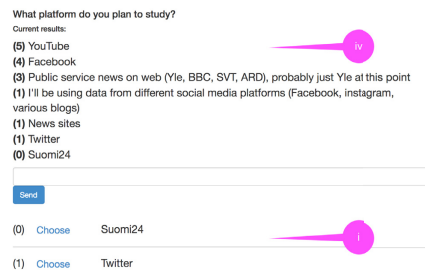 What platform do you plan to study?
Current results:
(5) YouTube
iv
(4) Facebook
(3) Public service news on web (Yle, BBC, SVT, ARD), probably just Yle at this point
(1) I'll be using data from different social media platforms (Facebook, instagram,
various blogs)
(1) News sites
(1) Twitter
(0) Suomi24
Send
(0) Choose Suomi24
i
(1) Choose Twitter